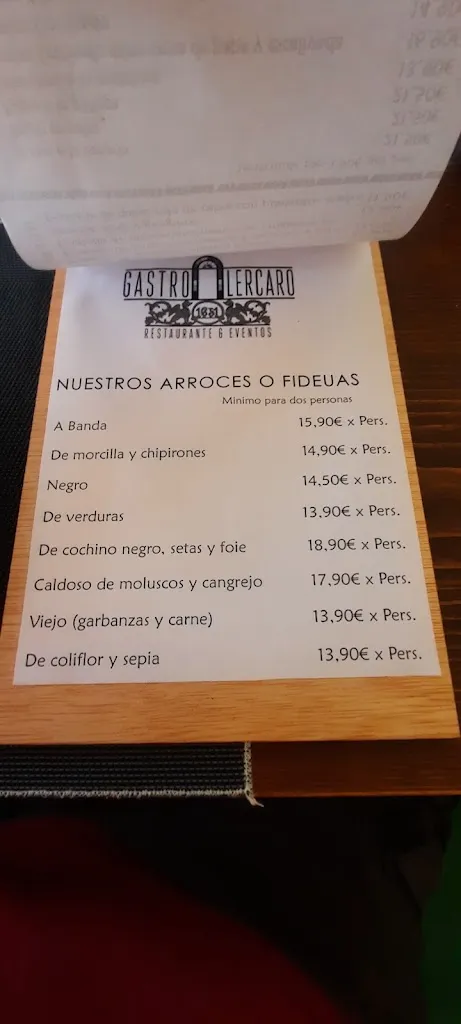 GASTRO LERCARO
RESTAURANTE & EVENTOS
NUESTROS ARROCES O FIDEUAS
Minimo para dos personas
A Banda 15,90€ x Pers.
De morcilla y chipirones 14,90€ x Pers.
Negro 14,50€ x Pers.
De verduras 13,90€ x Pers.
De cochino negro, setas y foie 18,90€ x Pers.
Caldoso de moluscos y cangrejo 17,90€ x Pers.
Viejo (garbanzas y carne) 13,90€ x Pers.
De coliflor y sepia 13,90€ x Pers.